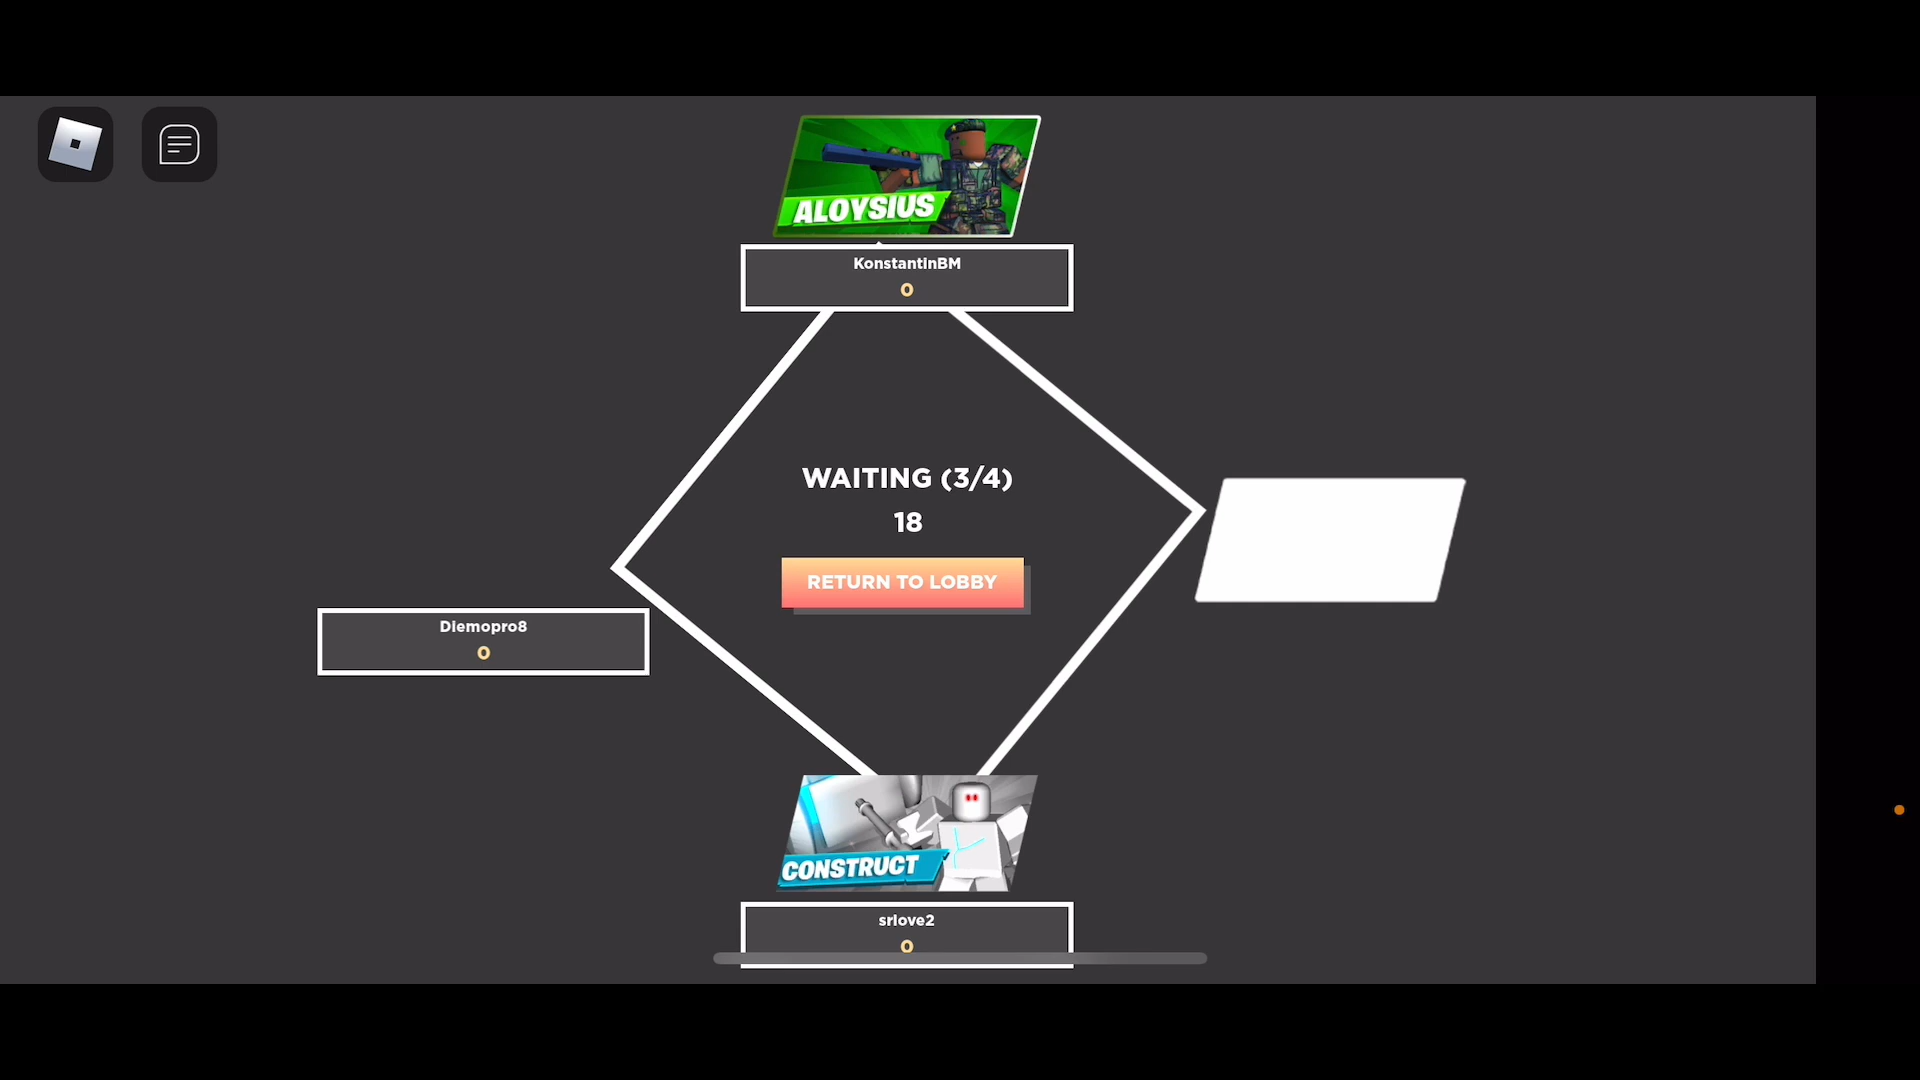 ALOYSIUS
KonstantinBM
0
WAITING (3/4)
18
RETURN TO LOBBY
Diemopro8
0
CONSTRUCT
srlove2
0